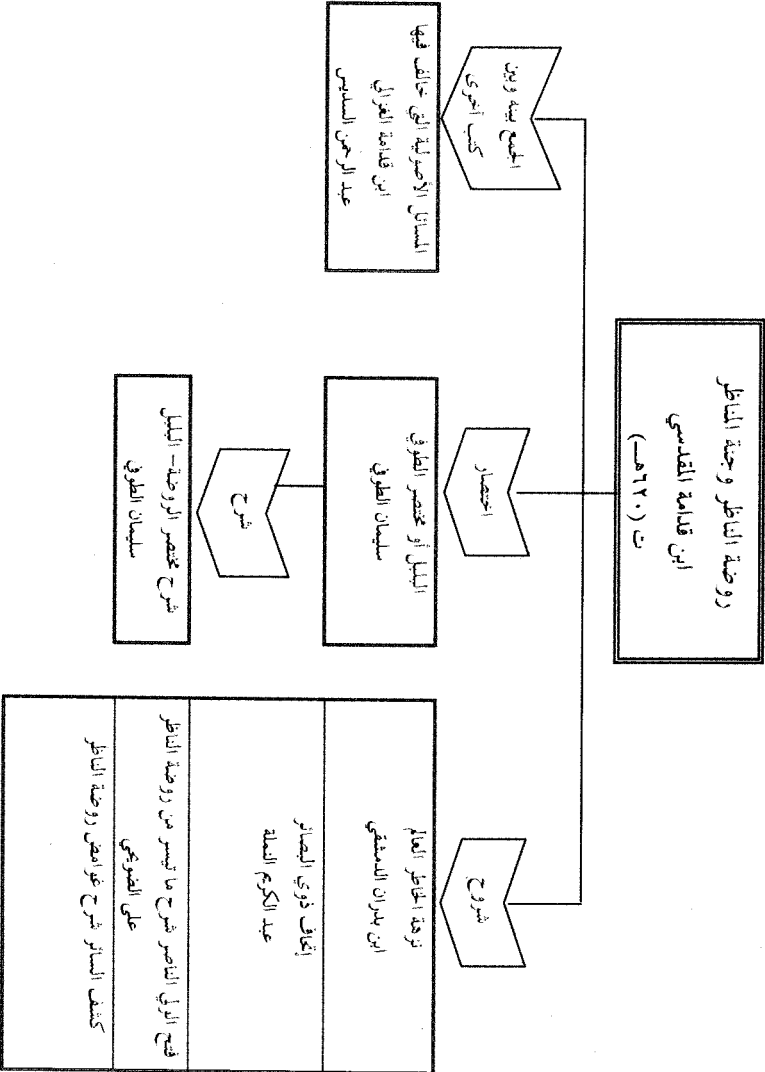 روضة الناظر وجنة المناظر
ابن قدامة المقدسي
ت (٦٢٠هـ)
شروح
نزهة الخاطر العالم
ابن بدران الدمشقي
إتحاف ذوي البصائر
عبد الكريم النملة
فتح الولي الناصر شرح ما تيسر من روضة الناظر
علي الضويحي
كشف الساتر شرح غوامض روضة الناظر
اختصار
البلبل أو مختصر الطوفي
سليمان الطوفي
شرح
شرح مختصر الروضة – البلبل
سليمان الطوفي
الجمع بينه وبين
كتب أخرى
المسائل الأصولية التي خالف فيها
ابن قدامة الغزالي
عبد الرحمن السديس